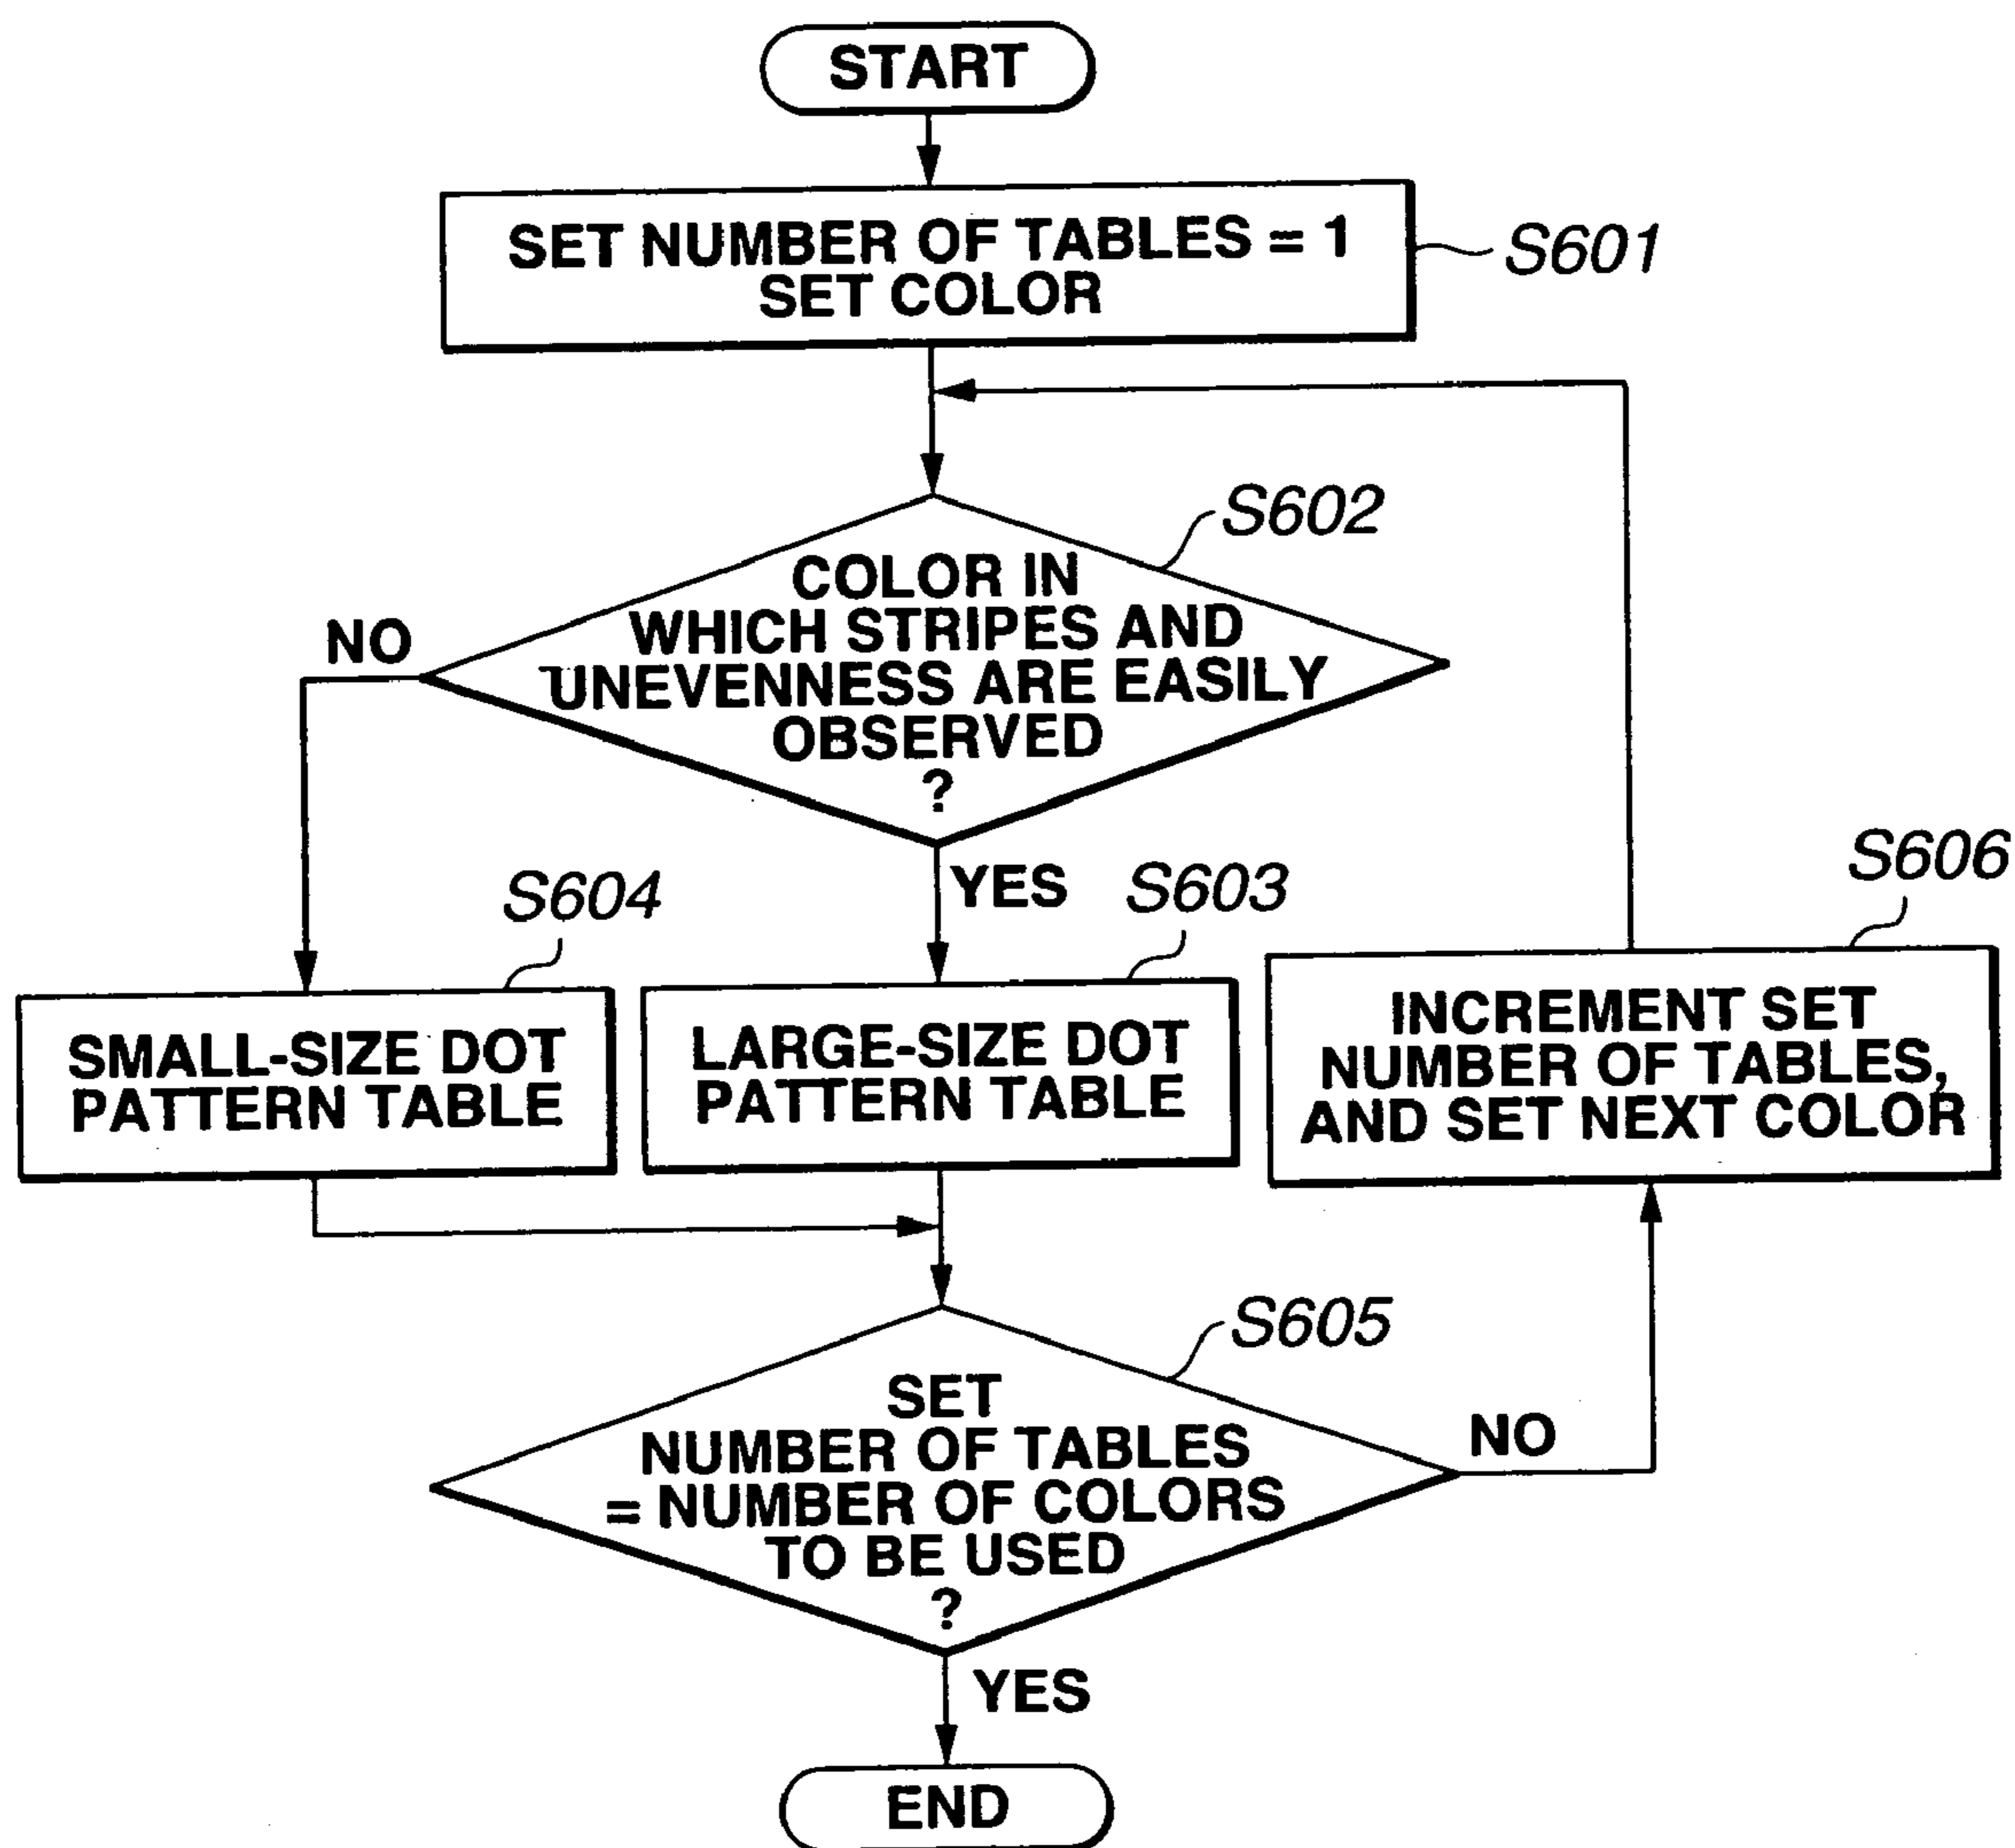 START
SET NUMBER OF TABLES = 1
SET COLOR
S601
S602
COLOR IN
WHICH STRIPES AND
UNEVENNESS ARE EASILY
OBSERVED
?
NO
YES
S604
S603
S606
SMALL-SIZE DOT
PATTERN TABLE
LARGE-SIZE DOT
PATTERN TABLE
INCREMENT SET
NUMBER OF TABLES,
AND SET NEXT COLOR
S605
SET
NUMBER OF TABLES
= NUMBER OF COLORS
TO BE USED
?
NO
YES
END